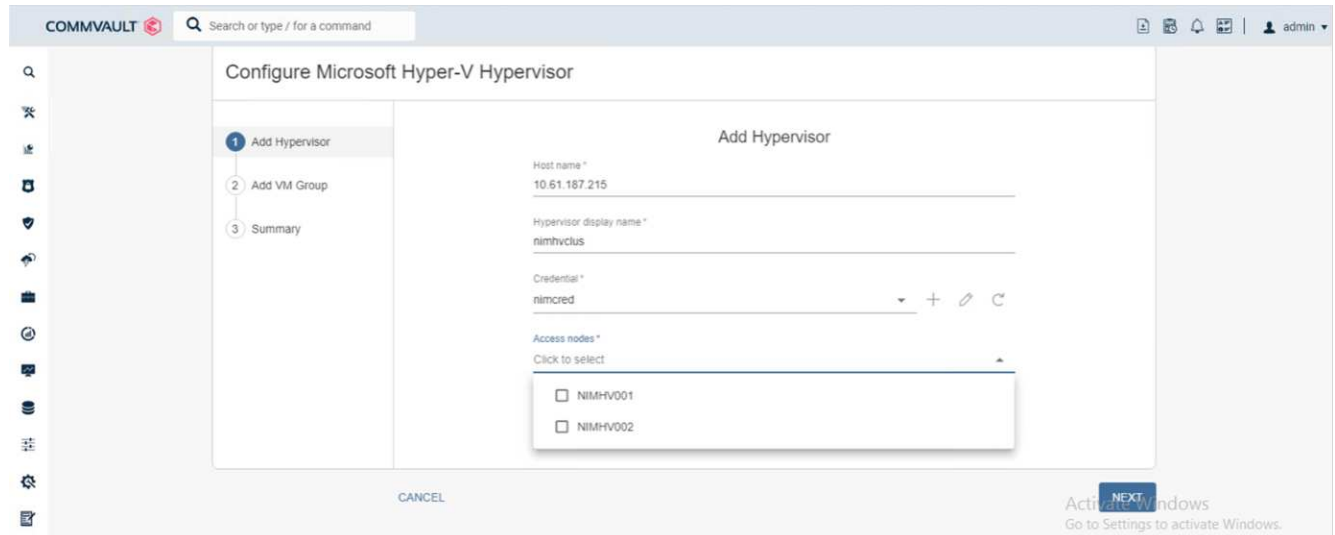 COMMVAULT
Search or type / for a command
admin
Configure Microsoft Hyper-V Hypervisor
1 Add Hypervisor
2 Add VM Group
3 Summary
Add Hypervisor
Host name *
10.61.187.215
Hypervisor display name *
nimhvclus
Credential *
nimcred
Access nodes *
Click to select
NIMHV001
NIMHV002
CANCEL
NEXT
Activate Windows
Go to Settings to activate Windows.